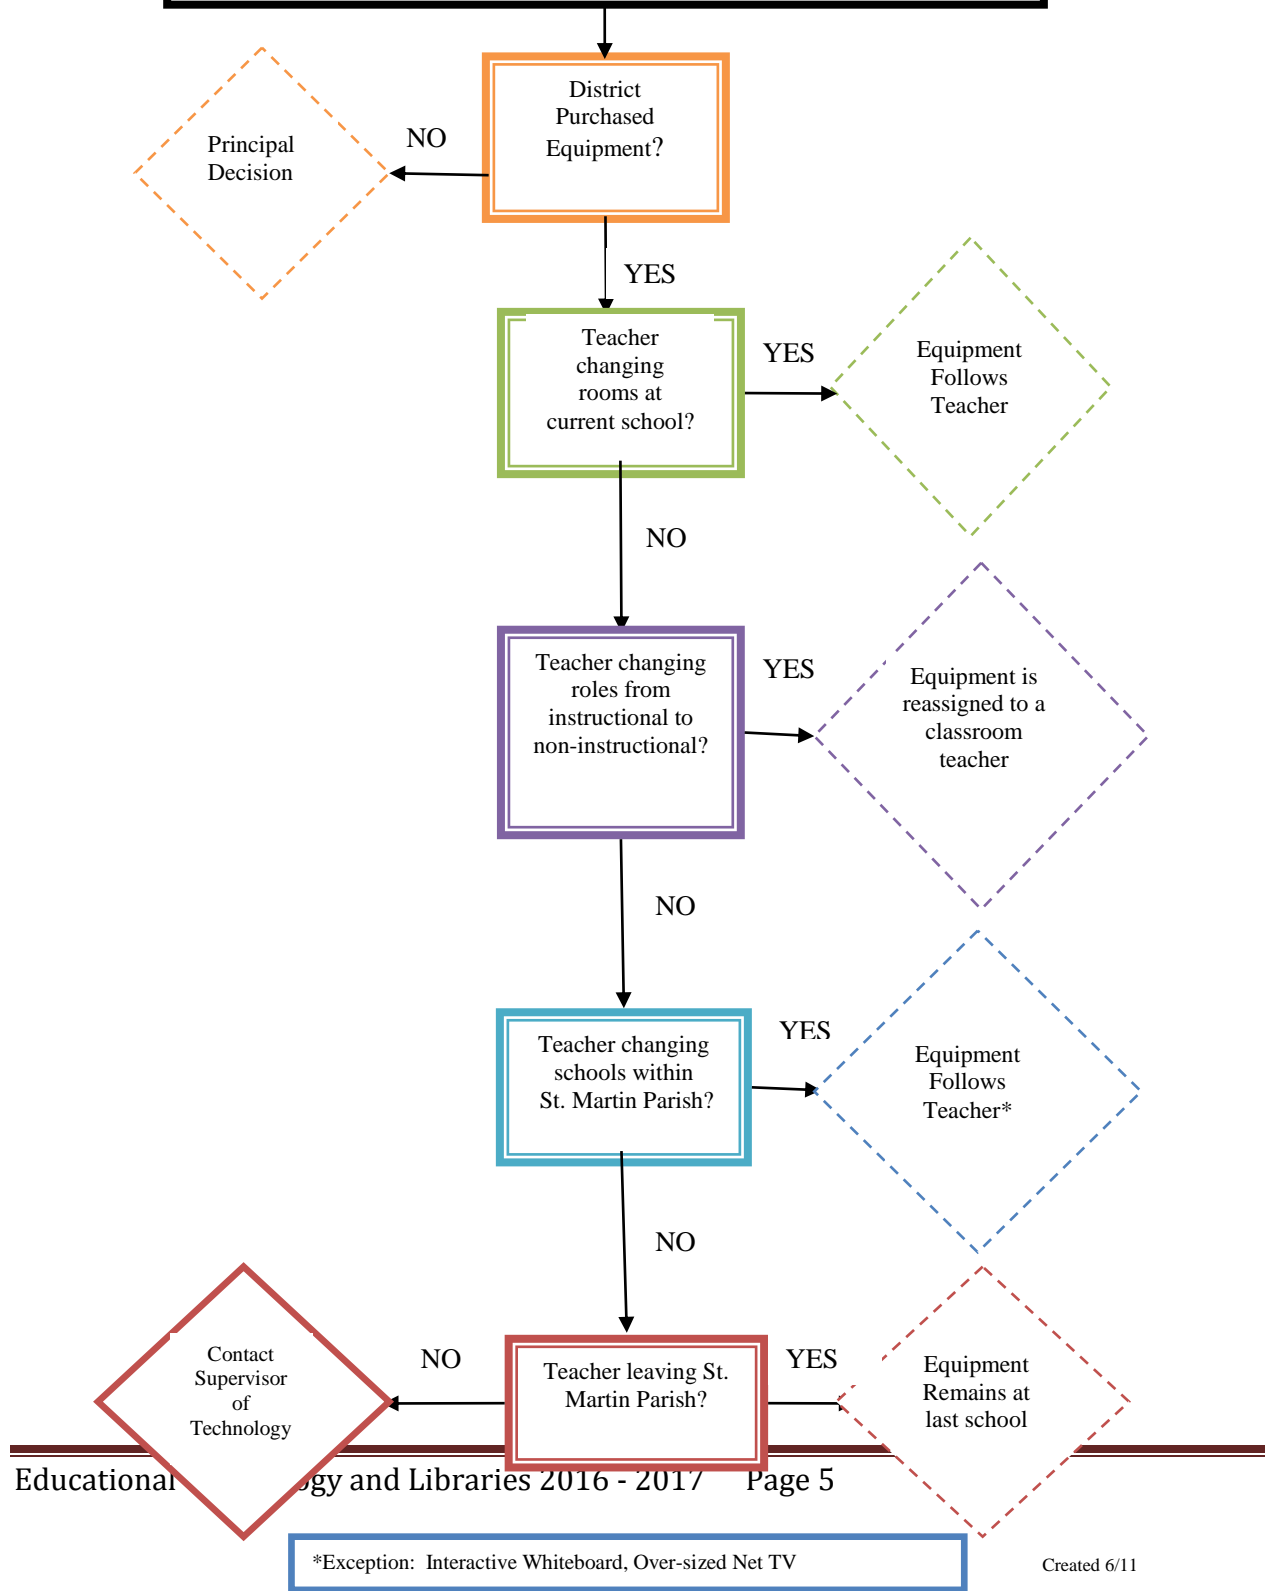 District
Purchased
Equipment?
NO
Principal
Decision
YES
Teacher
changing
rooms at
current school?
YES
Equipment
Follows
Teacher
NO
Teacher changing
roles from
instructional to
non-instructional?
YES
Equipment is
reassigned to a
classroom
teacher
NO
Teacher changing
schools within
St. Martin Parish?
YES
Equipment
Follows
Teacher*
NO
Teacher leaving St.
Martin Parish?
NO
Contact
Supervisor
of
Technology
YES
Equipment
Remains at
last school
Educational ogy and Libraries 2016 - 2017 Page 5
*Exception: Interactive Whiteboard, Over-sized Net TV
Created 6/11